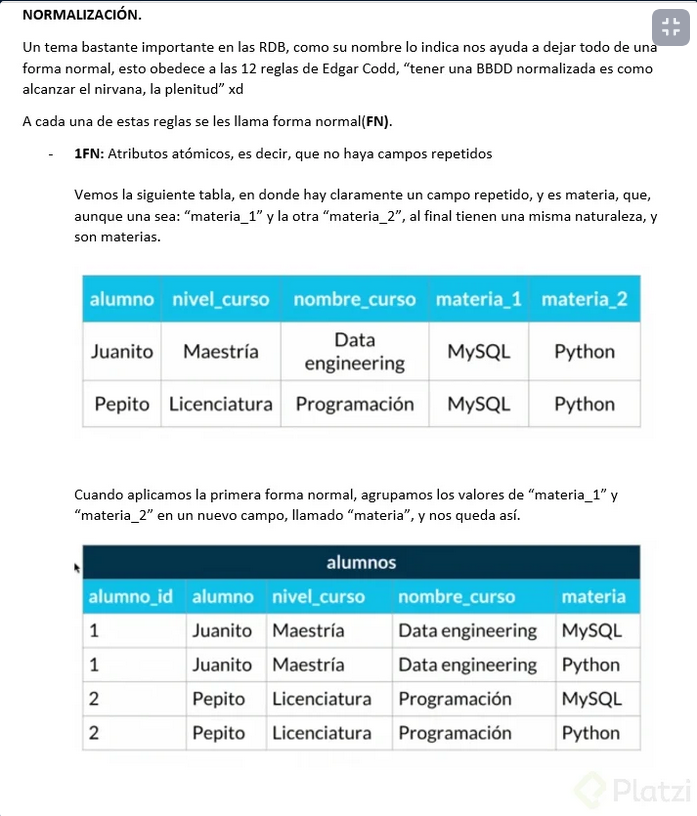 NORMALIZACIÓN.
Un tema bastante importante en las RDB, como su nombre lo indica nos ayuda a dejar todo de una
forma normal, esto obedece a las 12 reglas de Edgar Codd, “tener una BBDD normalizada es como
alcanzar el nirvana, la plenitud” xd
A cada una de estas reglas se les llama forma normal(FN).
- 1FN: Atributos atómicos, es decir, que no haya campos repetidos
Vemos la siguiente tabla, en donde hay claramente un campo repetido, y es materia, que,
aunque una sea: “materia_1” y la otra “materia_2”, al final tienen una misma naturaleza, y
son materias.
alumno nivel_curso nombre_curso materia_1 materia_2
Juanito Maestría Data engineering MySQL Python
Pepito Licenciatura Programación MySQL Python
Cuando aplicamos la primera forma normal, agrupamos los valores de “materia_1” y
“materia_2” en un nuevo campo, llamado “materia”, y nos queda así.
alumnos
alumno_id alumno nivel_curso nombre_curso materia
1 Juanito Maestría Data engineering MySQL
1 Juanito Maestría Data engineering Python
2 Pepito Licenciatura Programación MySQL
2 Pepito Licenciatura Programación Python
Platzi